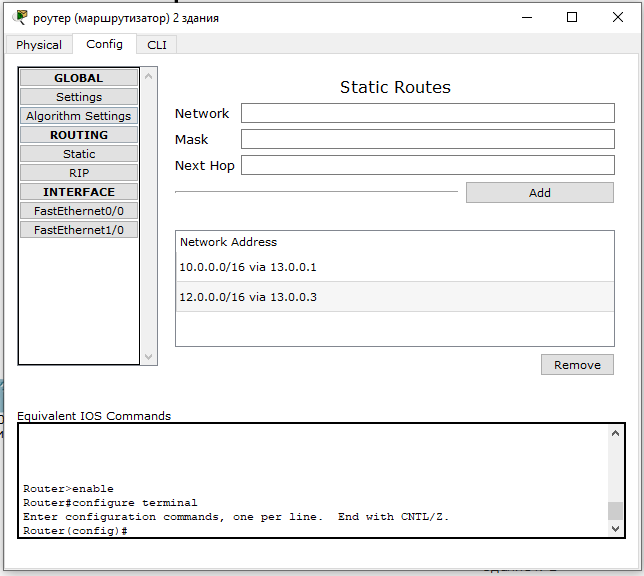 роутер (маршрутизатор) 2 здания
Physical Config CLI
GLOBAL
Settings
Algorithm Settings
ROUTING
Static
RIP
INTERFACE
FastEthernet0/0
FastEthernet1/0
Static Routes
Network
Mask
Next Hop
Add
Network Address
10.0.0.0/16 via 13.0.0.1
12.0.0.0/16 via 13.0.0.3
Remove
Equivalent IOS Commands
Router>enable
Router#configure terminal
Enter configuration commands, one per line.  End with CNTL/Z.
Router(config)#